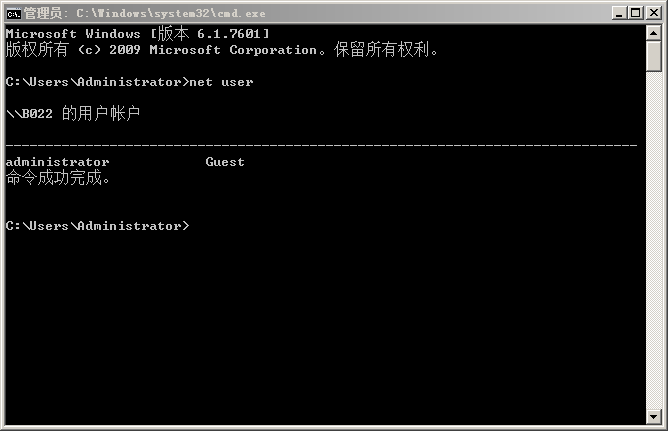 管理员: C:\Windows\system32\cmd.exe
Microsoft Windows [版本 6.1.7601]
版权所有 (c) 2009 Microsoft Corporation。保留所有权利。
C:\Users\Administrator>net user
\\B022 的用户帐户
-------------------------------------------------------------------------------
administrator            Guest
命令成功完成。
C:\Users\Administrator>